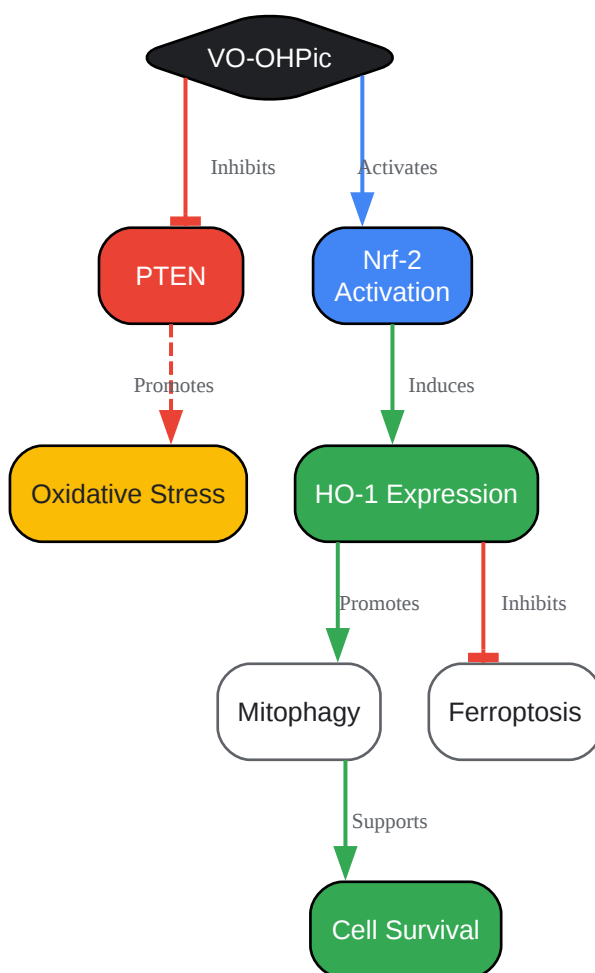 VO-OHPic
Inhibits
Activates
PTEN
Nrf-2
Activation
Promotes
Induces
Oxidative Stress
HO-1 Expression
Promotes
Inhibits
Mitophagy
Ferroptosis
Supports
Cell Survival